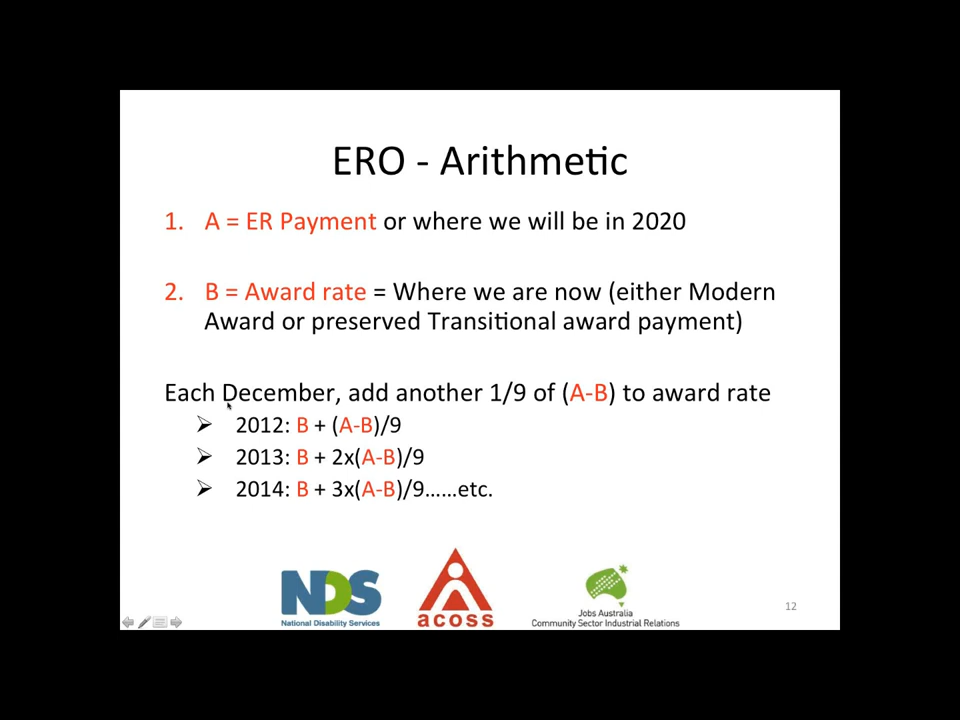 ERO - Arithmetic
1. A = ER Payment or where we will be in 2020
2. B = Award rate = Where we are now (either Modern
Award or preserved Transitional award payment)
Each December, add another 1/9 of (A-B) to award rate
➢ 2012: B + (A-B)/9
➢ 2013: B + 2x(A-B)/9
➢ 2014: B + 3x(A-B)/9……etc.
NDS
National Disability Services
acoss
Jobs Australia
Community Sector Industrial Relations
12